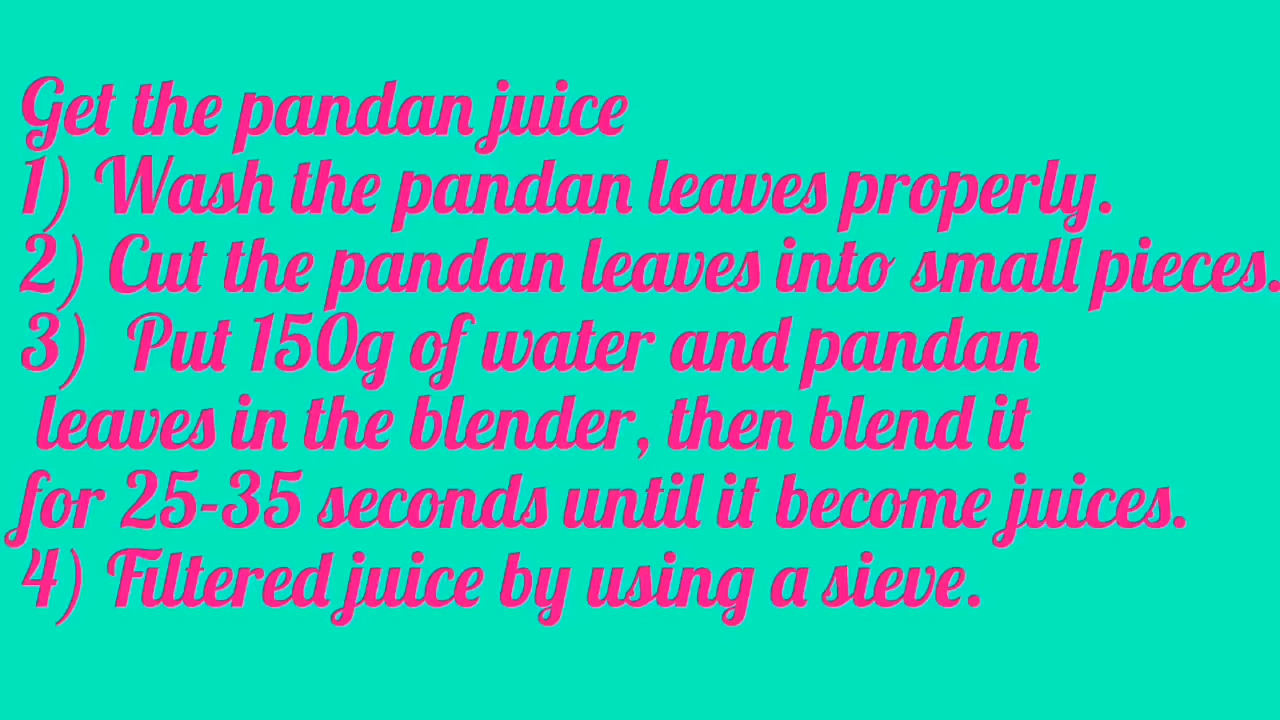 Get the pandan juice
1) Wash the pandan leaves properly.
2) Cut the pandan leaves into small pieces.
3) Put 150g of water and pandan
leaves in the blender, then blend it
for 25-35 seconds until it become juices.
4) Filtered juice by using a sieve.